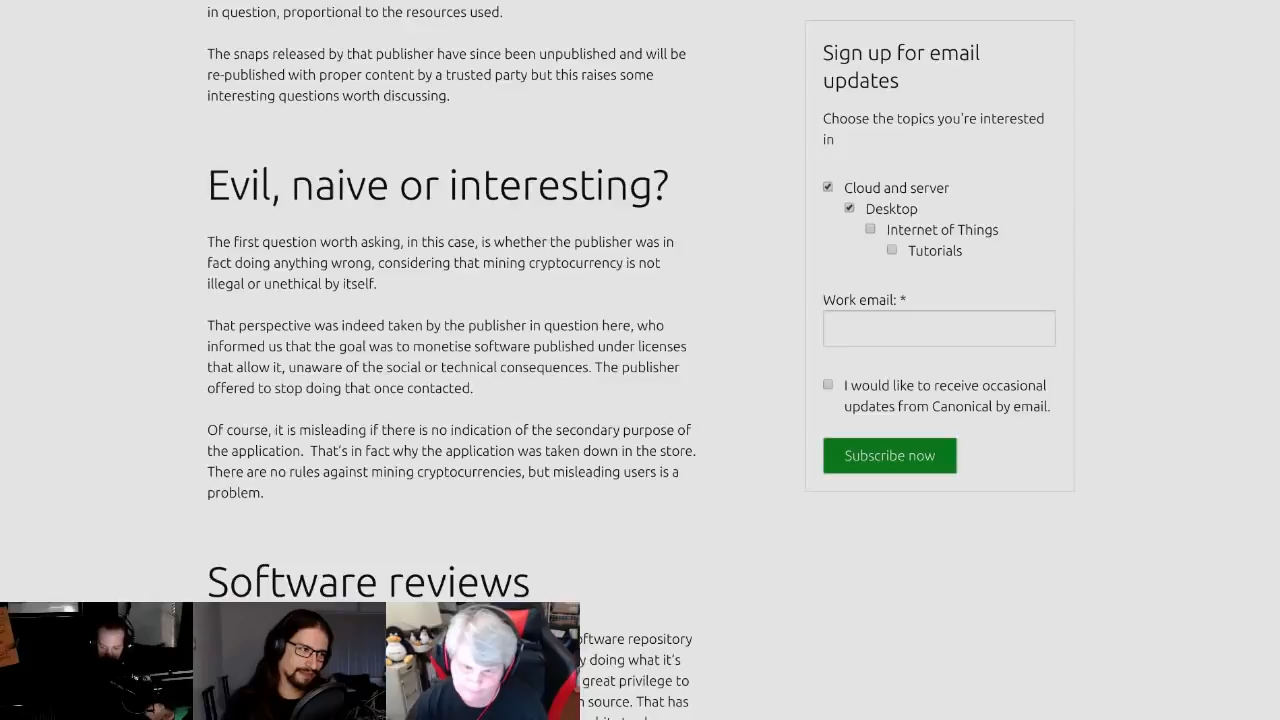 in question, proportional to the resources used.
The snaps released by that publisher have since been unpublished and will be
re-published with proper content by a trusted party but this raises some
interesting questions worth discussing.
Evil, naive or interesting?
The first question worth asking, in this case, is whether the publisher was in
fact doing anything wrong, considering that mining cryptocurrency is not
illegal or unethical by itself.
That perspective was indeed taken by the publisher in question here, who
informed us that the goal was to monetise software published under licenses
that allow it, unaware of the social or technical consequences. The publisher
offered to stop doing that once contacted.
Of course, it is misleading if there is no indication of the secondary purpose of
the application.  That's in fact why the application was taken down in the store.
There are no rules against mining cryptocurrencies, but misleading users is a
problem.
Software reviews
software repository
y doing what it's
great privilege to
source. That has
Sign up for email
updates
Choose the topics you're interested
in
Cloud and server
Desktop
Internet of Things
Tutorials
Work email: *
I would like to receive occasional
updates from Canonical by email.
Subscribe now